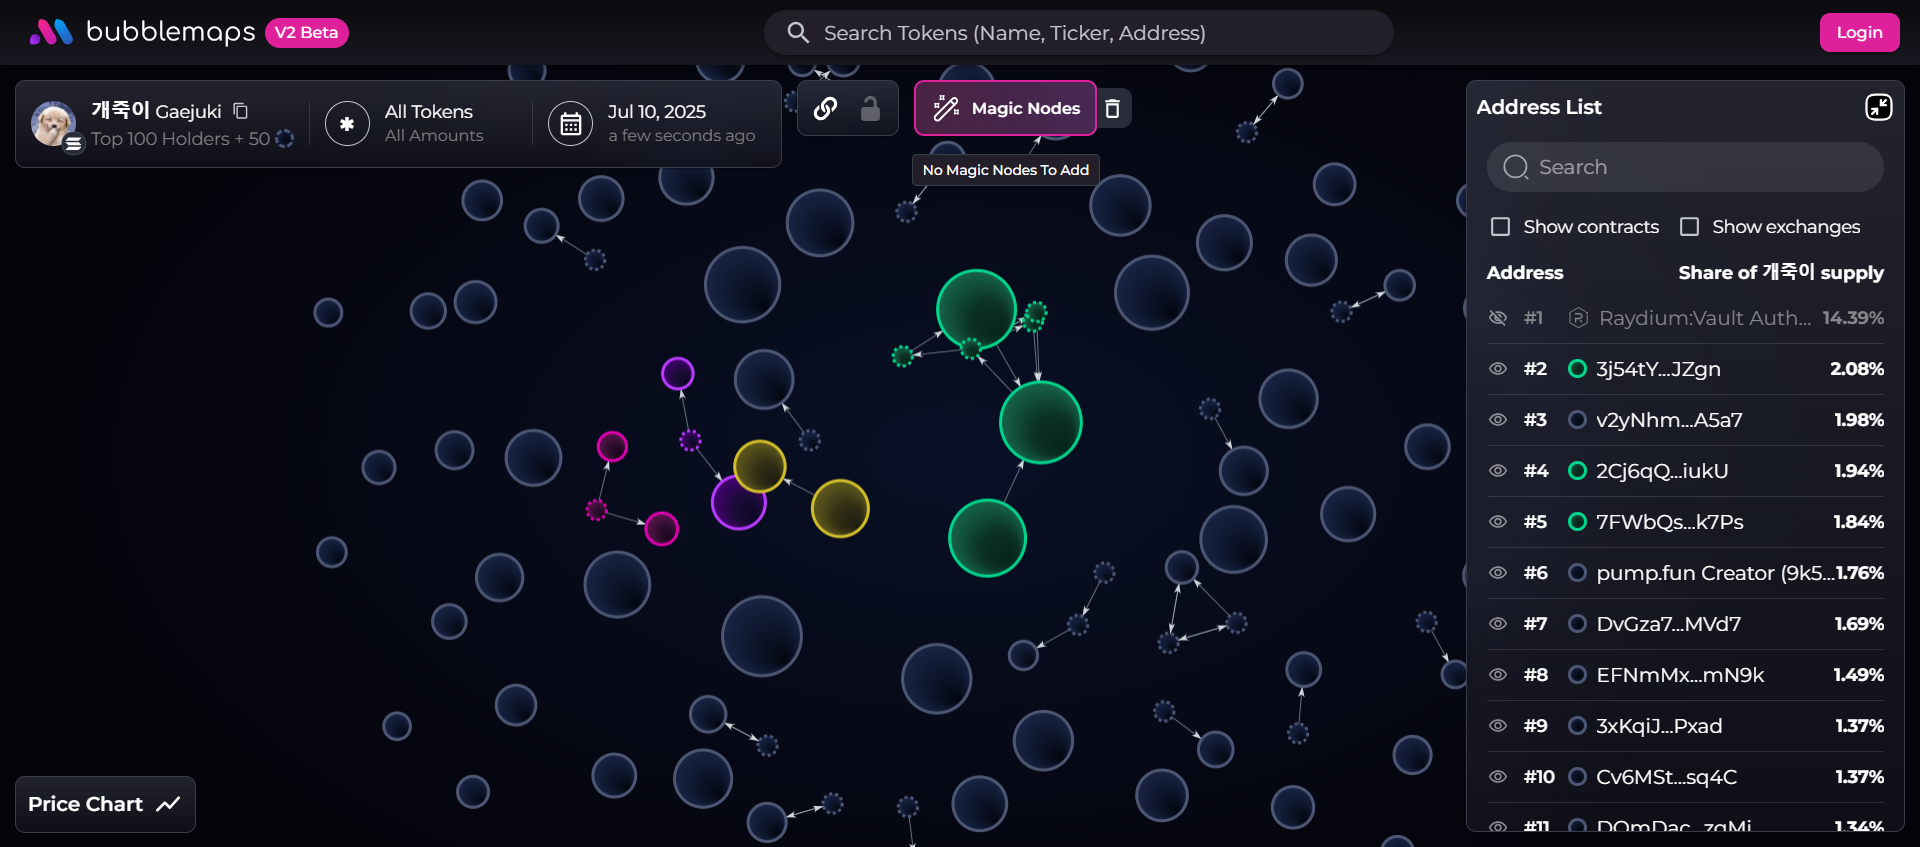 bubblemaps V2 Beta
Search Tokens (Name, Ticker, Address)
Login
개죽이 Gaejuki
Top 100 Holders + 50
All Tokens
All Amounts
Jul 10, 2025
a few seconds ago
Magic Nodes
No Magic Nodes To Add
Address List
Search
Show contracts Show exchanges
Address Share of 개죽이 supply
#1 Raydium:Vault Auth... 14.39%
#2 3j54tY...JZgn 2.08%
#3 v2yNhm...A5a7 1.98%
#4 2Cj6qQ...iukU 1.94%
#5 7FWbQs...k7Ps 1.84%
#6 pump.fun Creator (9k5... 1.76%
#7 DvGza7...MVd7 1.69%
#8 EFNmMx...mN9k 1.49%
#9 3xKqiJ...Pxad 1.37%
#10 Cv6MSt...sq4C 1.37%
#11 1.34%
Price Chart